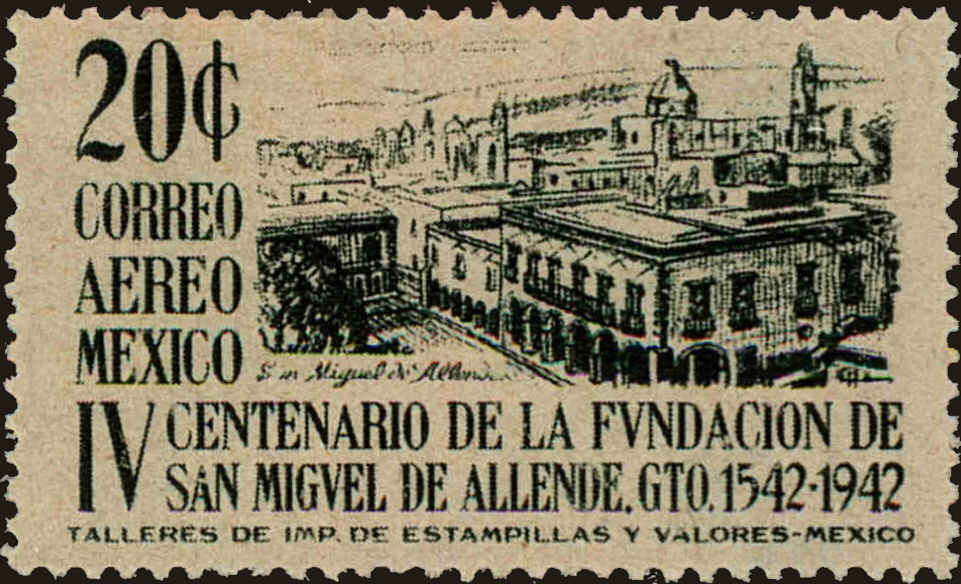 20¢
CORREO
AEREO
MEXICO
San Miguel de Allende
IV CENTENARIO DE LA FVNDACION DE
SAN MIGVEL DE ALLENDE, GTO. 1542-1942
TALLERES DE IMP. DE ESTAMPILLAS Y VALORES-MEXICO